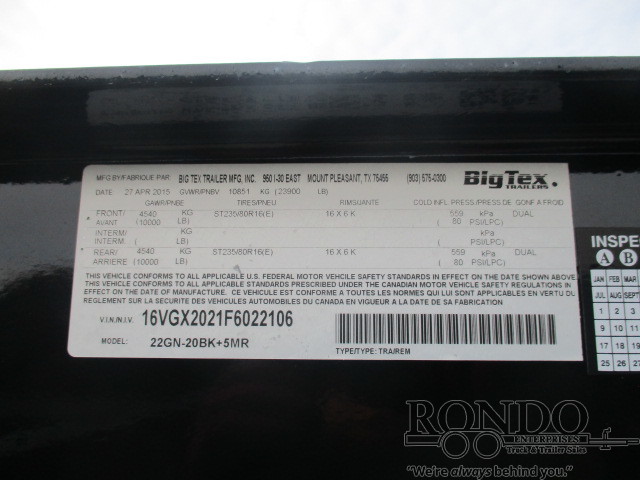 MFG BY/FABRIQUE PAR BIG TEX TRAILER MFG, INC. 950 I-30 EAST MOUNT PLEASANT, TX 75455 (903) 575-0300
BigTex
TRAILERS
DATE 27 APR 2015 GVWR/PNBV 10851 KG (23900 LB)
GAWR/PNBE TIRES/PNEU RIM/JANTE COLD INFL. PRESS/PRESS. DE GONF A FROID
FRONT/ 4540 KG ST235/80R16(E) 16 X 6 K 559 kPa DUAL
AVANT (10000 LB) ( 80 PSI/LPC)
INTERM/ KG kPa
INTERM. ( LB) ( PSI/LPC)
REAR/ 4540 KG ST235/80R16(E) 16 X 6 K 559 kPa DUAL
ARRIERE (10000 LB) ( 80 PSI/LPC)
THIS VEHICLE CONFORMS TO ALL APPLICABLE U.S. FEDERAL MOTOR VEHICLE SAFETY STANDARDS IN EFFECT ON THE DATE OF MANUFACTURE SHOWN ABOVE.
THIS VEHICLE CONFORMS TO ALL APPLICABLE STANDARDS PRESCRIBED UNDER THE CANADIAN MOTOR VEHICLE SAFETY REGULATIONS IN EFFECT ON
THE DATE OF MANUFACTURE / CE VEHICULE EST CONFORME A TOUTES LES NORMES QUI LUI SONT APPLICABLES EN VERTU DU
REGLEMENT SUR LA SECURITE DES VEHICULES AUTOMOBILES DU CANADA EN VIGUEUR A LA DATE DE SA FABRICATION
V.I.N./N.I.V. 16VGX2021F6022106
MODEL: 22GN-20BK+5MR
TYPE/TYPE: TRA/REM
INSPE
A B
JAN FEB MAR
JUL AUG SEPT
1 2 3
9 10 11
17 18 19
25 26 27
RONDO
ENTERPRISES
Truck & Trailer Sales
"We're always behind you."